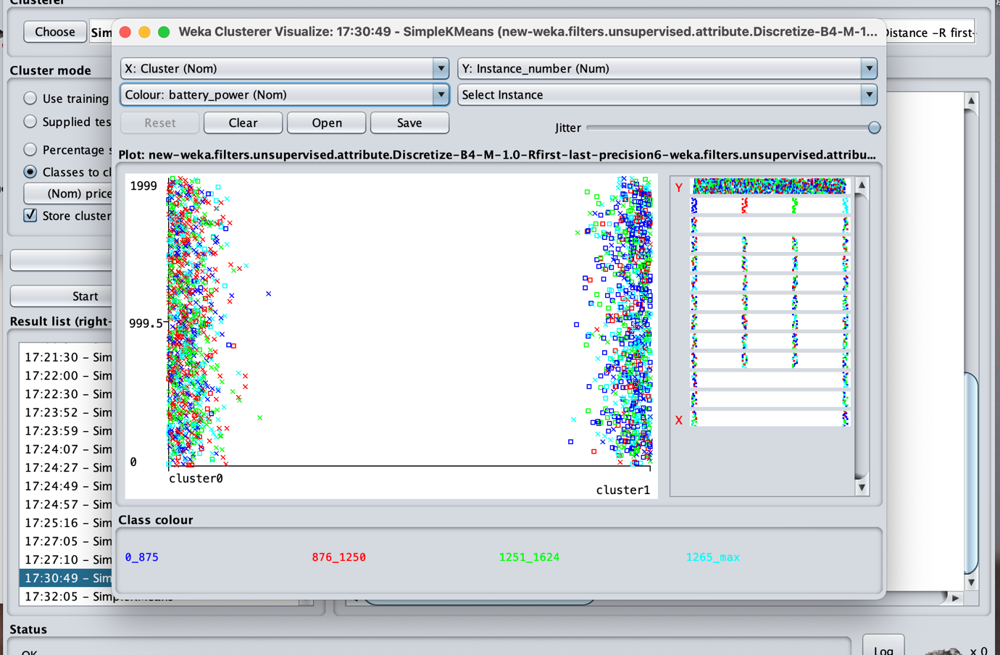 Clusterer
Choose
Sim
Distance -R first-
Weka Clusterer Visualize: 17:30:49 - SimpleKMeans (new-weka.filters.unsupervised.attribute.Discretize-B4-M-1...
X: Cluster (Nom)
Y: Instance_number (Num)
Colour: battery_power (Nom)
Select Instance
Reset
Clear
Open
Save
Jitter
Plot: new-weka.filters.unsupervised.attribute.Discretize-B4-M-1.0-Rfirst-last-precision6-weka.filters.unsupervised.attribu...
1999
999.5
0
cluster0
cluster1
Y
X
Class colour
0_875
876_1250
1251_1624
1265_max
Cluster mode
Use training
Supplied tes
Percentage s
Classes to cl
(Nom) price
Store cluster
Start
Result list (right-
17:21:30 - Sim
17:22:00 - Sim
17:22:30 - Sim
17:23:52 - Sim
17:23:59 - Sim
17:24:07 - Sim
17:24:27 - Sim
17:24:49 - Sim
17:24:57 - Sim
17:25:16 - Sim
17:27:05 - Sim
17:27:10 - Sim
17:30:49 - Sim
17:32:05 - SimpleKMeans
Status
OK
Log
x 0